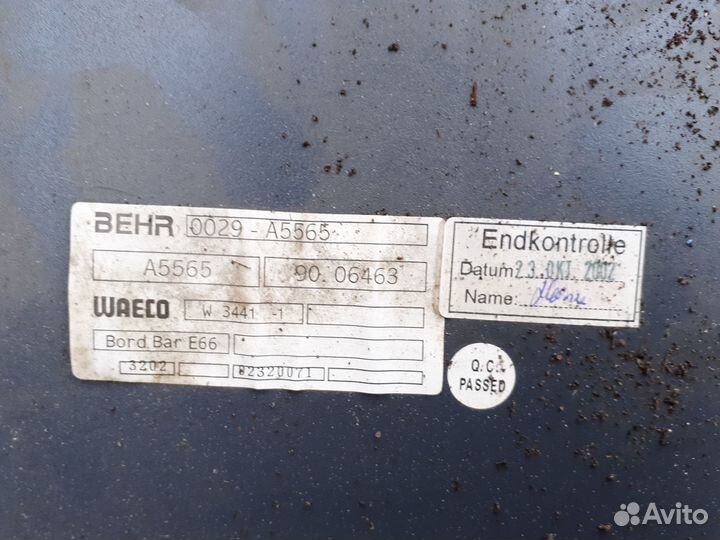 BEHR 0029 - A5565
A5565 90. 06463
WAECO W 3441 -1
Bord Bar E66
3202 82320071
Endkontrolle
Datum: 23. OKT. 2002
Name:
Q.C.
PASSED
Avito